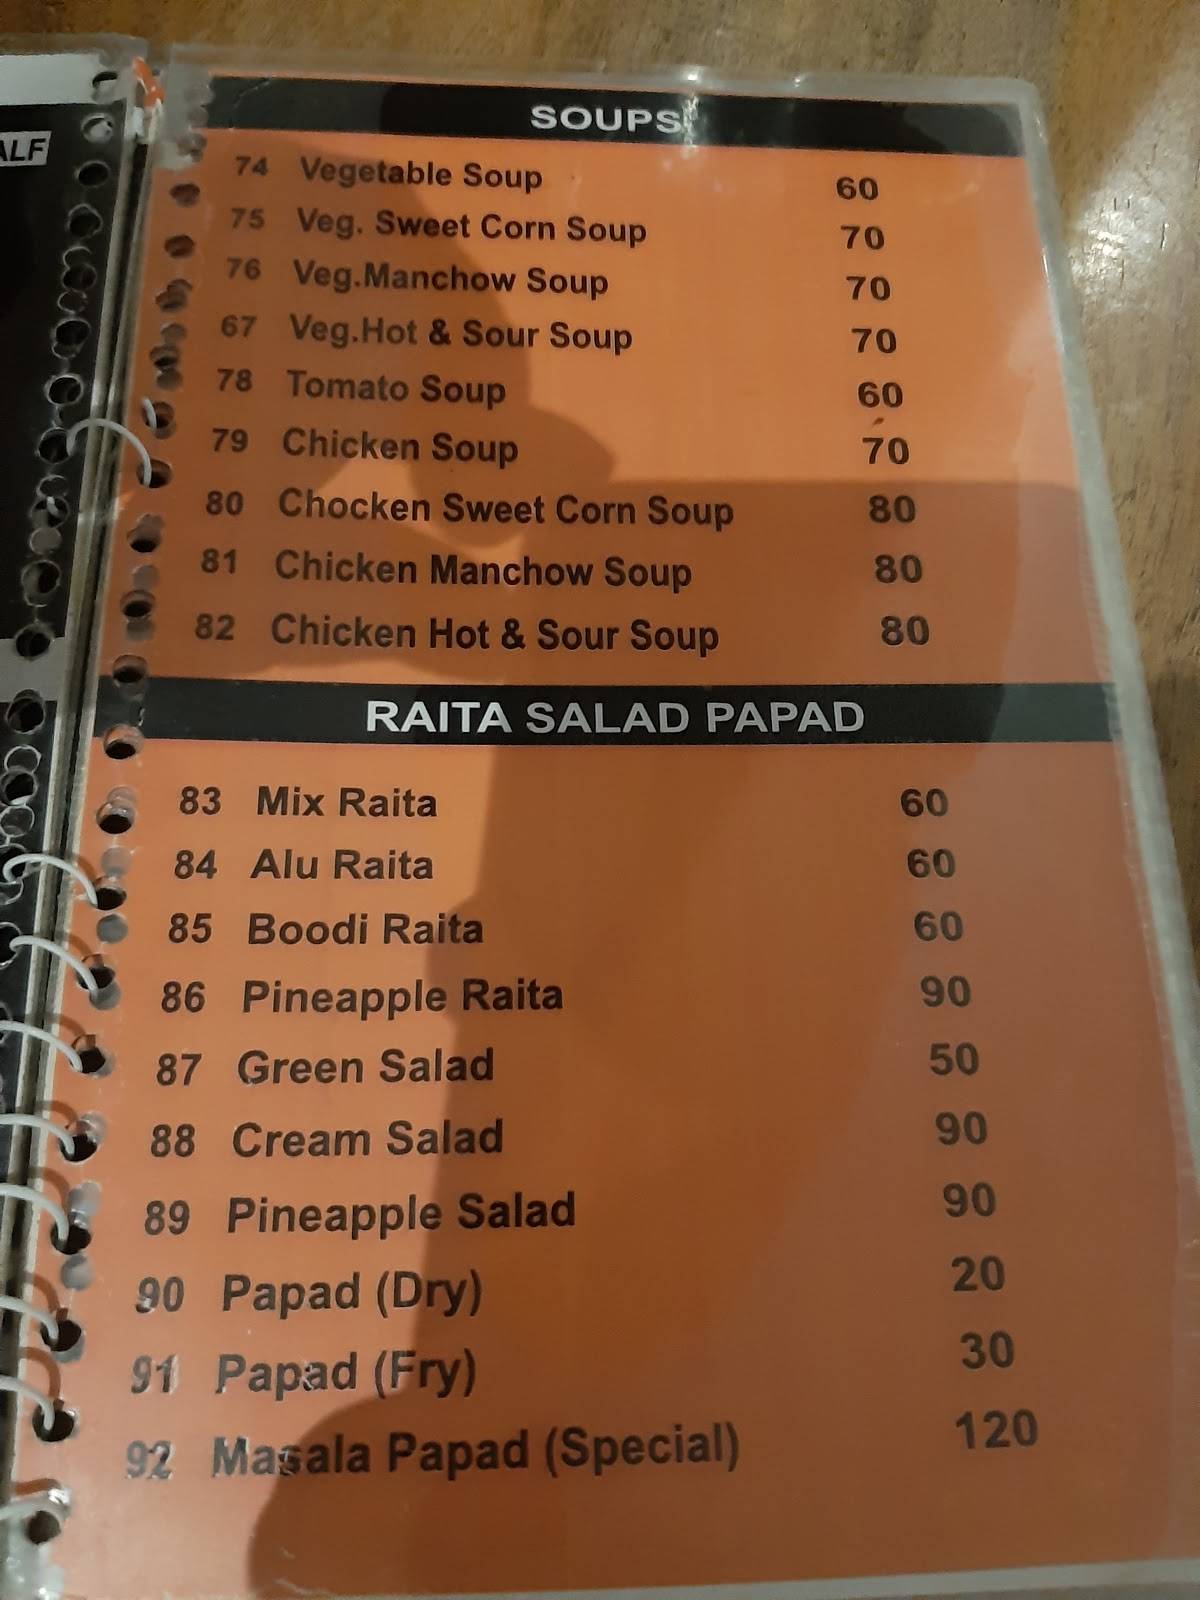 ALF
SOUPS
74 Vegetable Soup 60
75 Veg. Sweet Corn Soup 70
76 Veg.Manchow Soup 70
67 Veg.Hot & Sour Soup 70
78 Tomato Soup 60
79 Chicken Soup 70
80 Chocken Sweet Corn Soup 80
81 Chicken Manchow Soup 80
82 Chicken Hot & Sour Soup 80
RAITA SALAD PAPAD
83 Mix Raita 60
84 Alu Raita 60
85 Boodi Raita 60
86 Pineapple Raita 90
87 Green Salad 50
88 Cream Salad 90
89 Pineapple Salad 90
90 Papad (Dry) 20
91 Papad (Fry) 30
92 Masala Papad (Special) 120